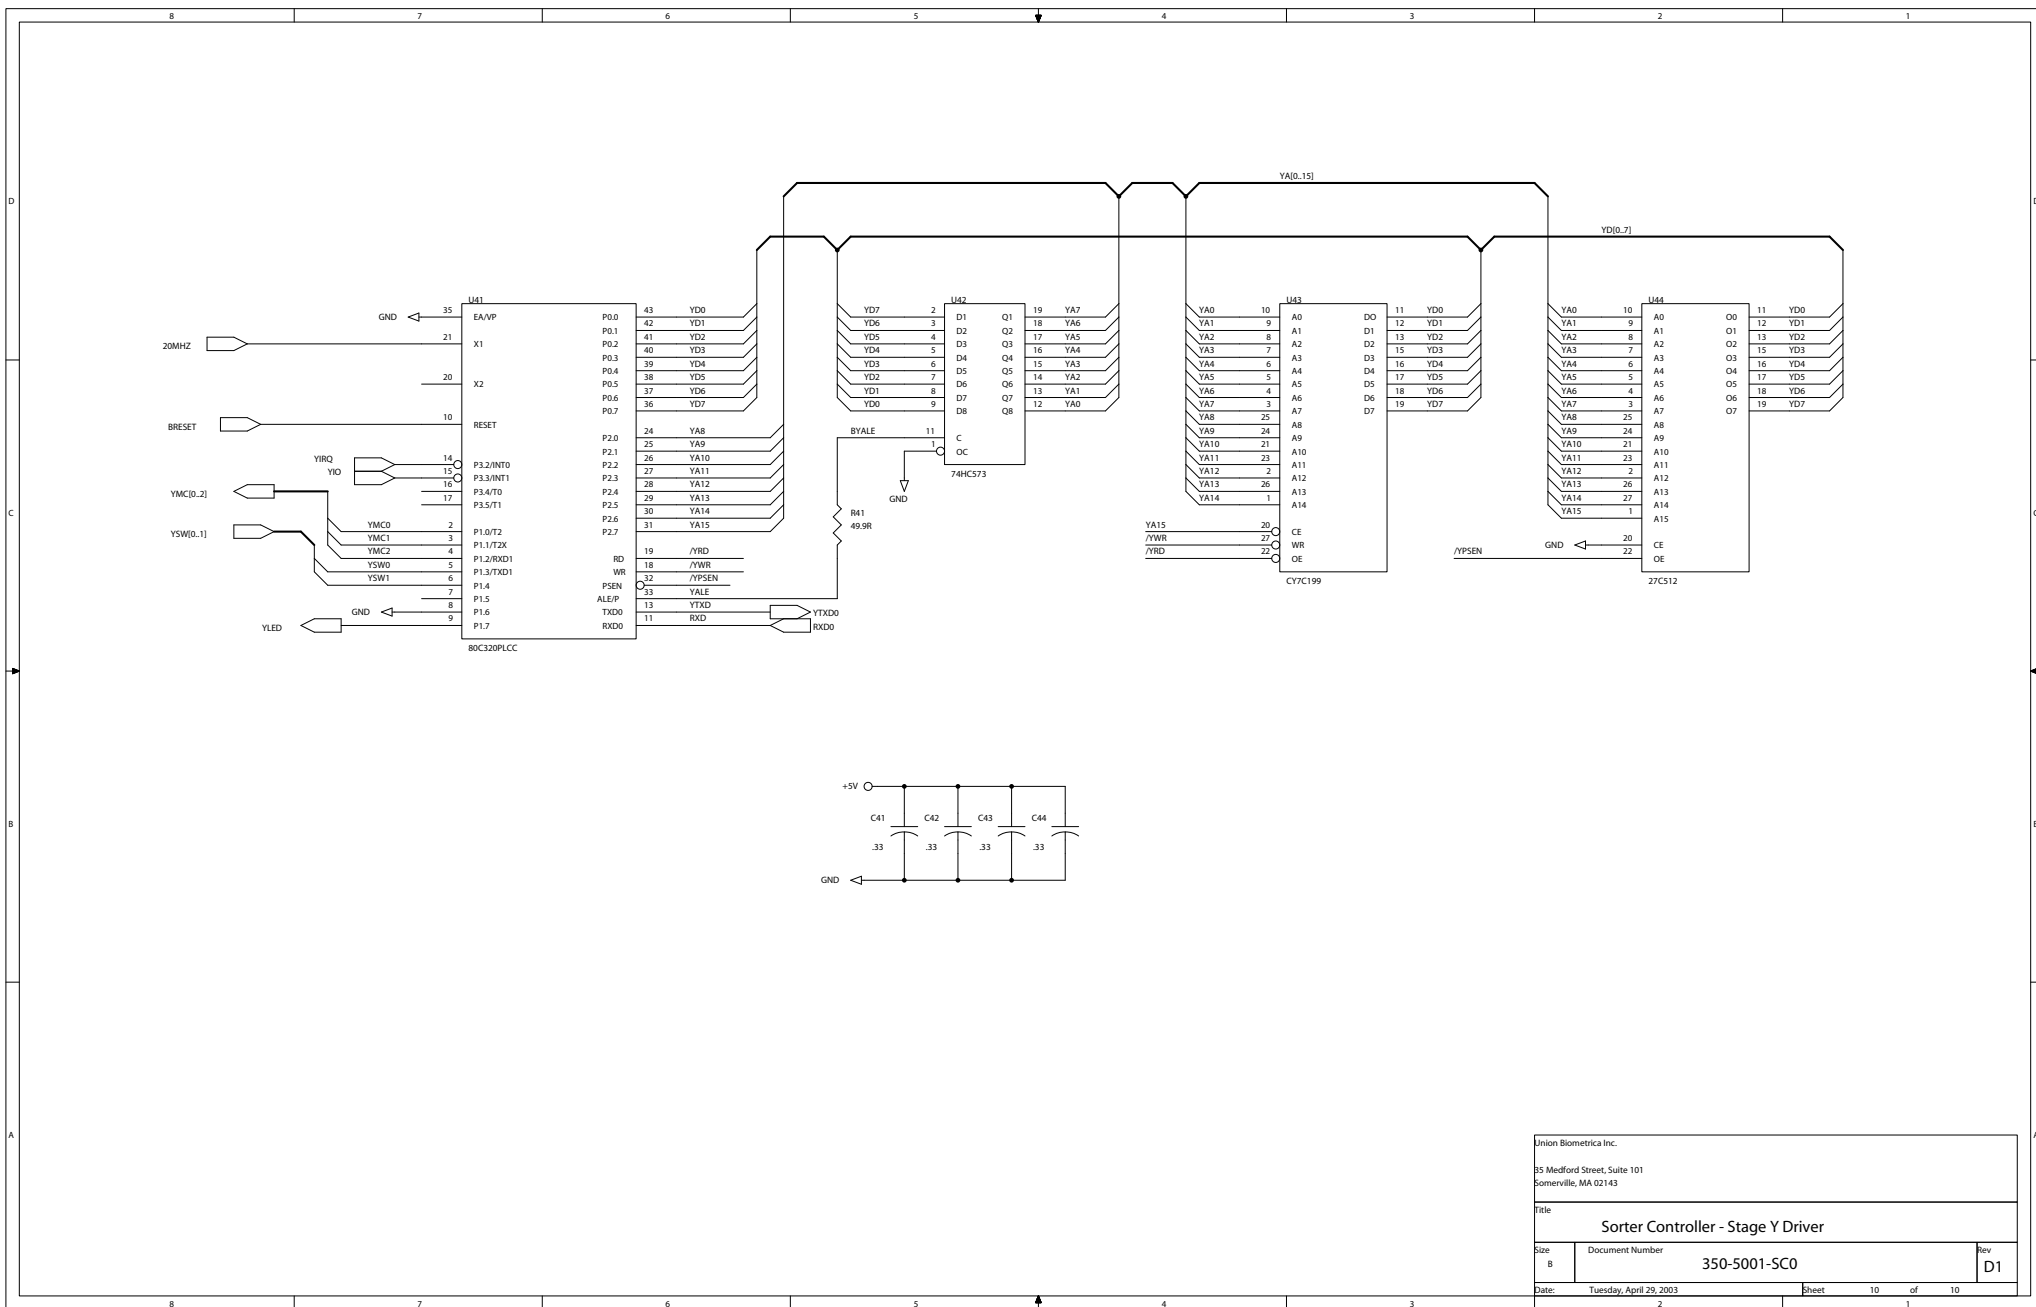 8 7 6 5 4 3 2 1
D
C
B
A
YA[0..15]
YD[0..7]
U41
GND 35 EA/VP
20MHZ 21 X1
20 X2
BRESET 10 RESET
YIRQ 14 P3.2/INT0
YIO 15 P3.3/INT1
16 P3.4/T0
17 P3.5/T1
YMC[0..2]
YSW[0..1]
YMC0 2 P1.0/T2
YMC1 3 P1.1/T2X
YMC2 4 P1.2/RXD1
YSW0 5 P1.3/TXD1
YSW1 6 P1.4
7 P1.5
GND 8 P1.6
YLED 9 P1.7
P0.0 43 YD0
P0.1 42 YD1
P0.2 41 YD2
P0.3 40 YD3
P0.4 39 YD4
P0.5 38 YD5
P0.6 37 YD6
P0.7 36 YD7
P2.0 24 YA8
P2.1 25 YA9
P2.2 26 YA10
P2.3 27 YA11
P2.4 28 YA12
P2.5 29 YA13
P2.6 30 YA14
P2.7 31 YA15
RD 19 /YRD
WR 18 /YWR
PSEN 32 /YPSEN
ALE/P 33 YALE
TXD0 13 YTXD YTXD0
RXD0 11 RXD RXD0
80C320PLCC
U42
YD7 2 D1 Q1 19 YA7
YD6 3 D2 Q2 18 YA6
YD5 4 D3 Q3 17 YA5
YD4 5 D4 Q4 16 YA4
YD3 6 D5 Q5 15 YA3
YD2 7 D6 Q6 14 YA2
YD1 8 D7 Q7 13 YA1
YD0 9 D8 Q8 12 YA0
BYALE 11 C
1 OC
74HC573
GND
R41
49.9R
U43
YA0 10 A0 DO 11 YD0
YA1 9 A1 D1 12 YD1
YA2 8 A2 D2 13 YD2
YA3 7 A3 D3 15 YD3
YA4 6 A4 D4 16 YD4
YA5 5 A5 D5 17 YD5
YA6 4 A6 D6 18 YD6
YA7 3 A7 D7 19 YD7
YA8 25 A8
YA9 24 A9
YA10 21 A10
YA11 23 A11
YA12 2 A12
YA13 26 A13
YA14 1 A14
YA15 20 CE
/YWR 27 WR
/YRD 22 OE
CY7C199
U44
YA0 10 A0 O0 11 YD0
YA1 9 A1 O1 12 YD1
YA2 8 A2 O2 13 YD2
YA3 7 A3 O3 15 YD3
YA4 6 A4 O4 16 YD4
YA5 5 A5 O5 17 YD5
YA6 4 A6 O6 18 YD6
YA7 3 A7 O7 19 YD7
YA8 25 A8
YA9 24 A9
YA10 21 A10
YA11 23 A11
YA12 2 A12
YA13 26 A13
YA14 27 A14
YA15 1 A15
GND 20 CE
/YPSEN 22 OE
27C512
+5V
C41 C42 C43 C44
.33 .33 .33 .33
GND
Union Biometrica Inc.
35 Medford Street, Suite 101
Somerville, MA 02143
Title
Sorter Controller - Stage Y Driver
Size Document Number Rev
B 350-5001-SC0 D1
Date: Tuesday, April 29, 2003 Sheet 10 of 10
8 7 6 5 4 3 2 1